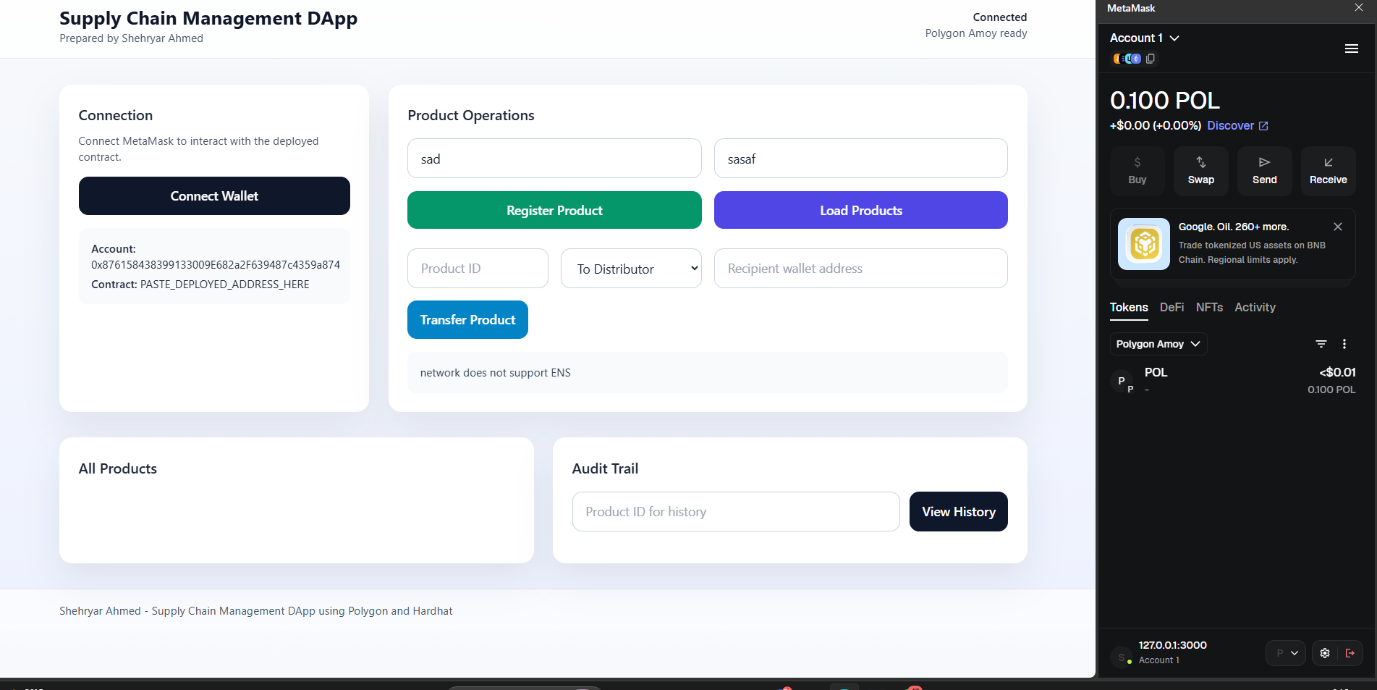 Supply Chain Management DApp
Prepared by Shehryar Ahmed
Connected
Polygon Amoy ready
Connection
Connect MetaMask to interact with the deployed
contract.
Connect Wallet
Account:
0x876158438399133009E682a2F639487c4359a874
Contract: PASTE_DEPLOYED_ADDRESS_HERE
Product Operations
sad
sasaf
Register Product
Load Products
Product ID
To Distributor
Recipient wallet address
Transfer Product
network does not support ENS
All Products
Audit Trail
Product ID for history
View History
Shehryar Ahmed - Supply Chain Management DApp using Polygon and Hardhat
MetaMask
Account 1
0.100 POL
+$0.00 (+0.00%) Discover
$
Buy
Swap
Send
Receive
Google. Oil. 260+ more.
Trade tokenized US assets on BNB
Chain. Regional limits apply.
Tokens DeFi NFTs Activity
Polygon Amoy
P
P
POL
-
<$0.01
0.100 POL
S
127.0.0.1:3000
Account 1
P